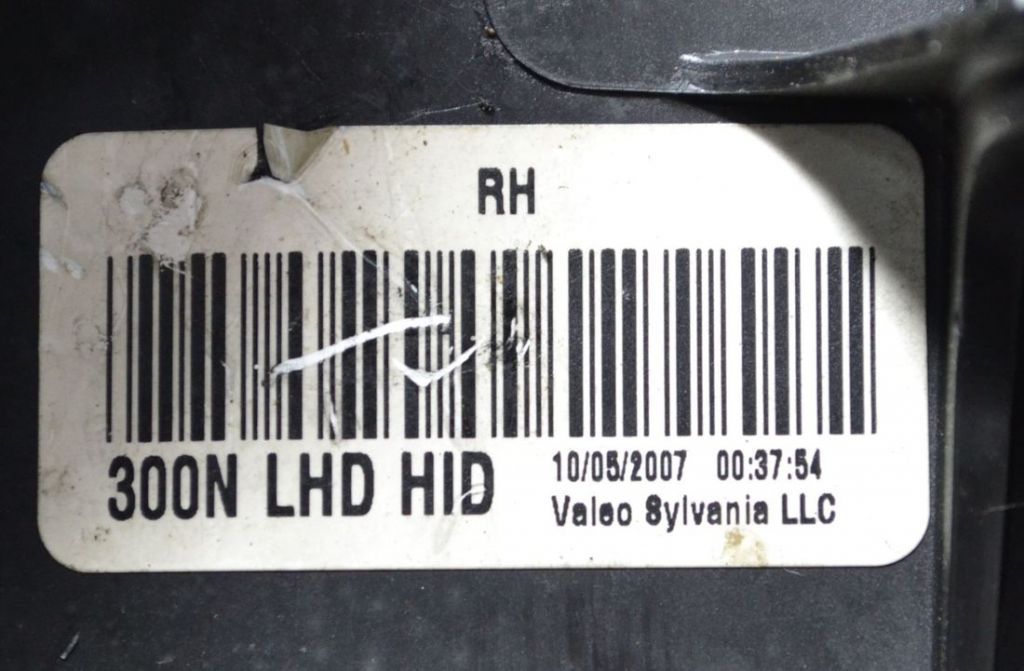 RH
300N LHD HID
10/05/2007 00:37:54
Valeo Sylvania LLC